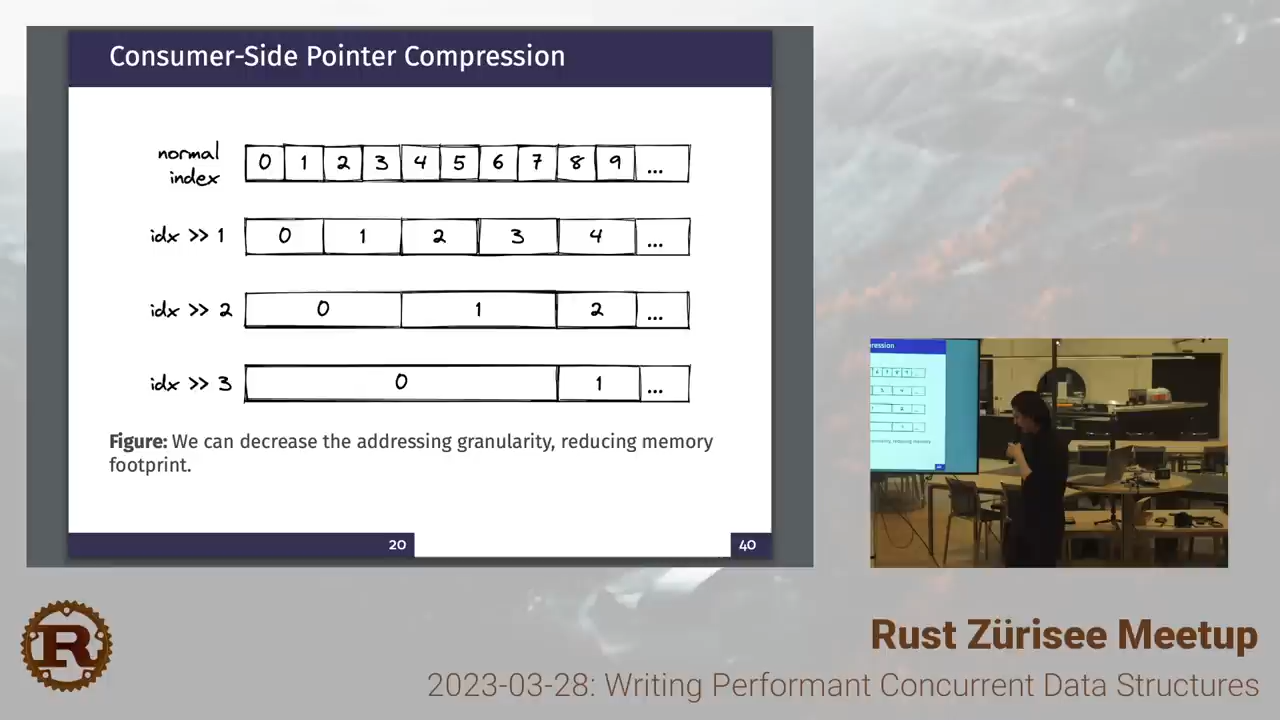 Consumer-Side Pointer Compression
normal index 0 1 2 3 4 5 6 7 8 9 ...
idx >> 1 0 1 2 3 4 ...
idx >> 2 0 1 2 ...
idx >> 3 0 1 ...
Figure: We can decrease the addressing granularity, reducing memory
footprint.
20 40
R
Rust Zürisee Meetup
2023-03-28: Writing Performant Concurrent Data Structures